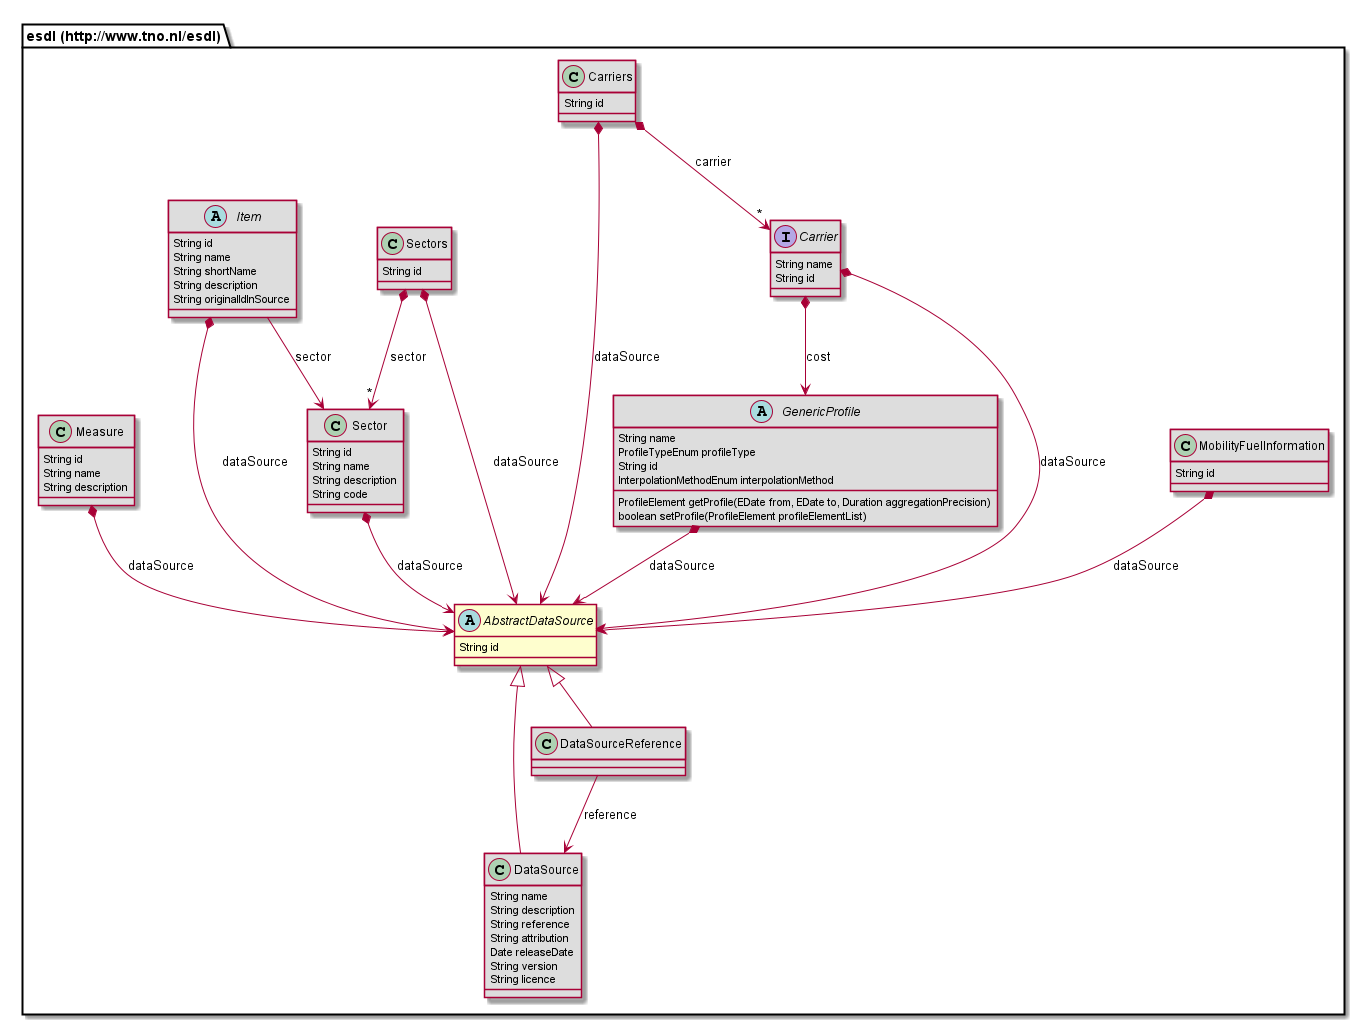 esdl (http://www.tno.nl/esdl)
C Carriers
String id
carrier
*
A Item
String id
String name
String shortName
String description
String originalIdInSource
C Sectors
String id
I Carrier
String name
String id
sector
sector
*
dataSource
cost
C Measure
String id
String name
String description
C Sector
String id
String name
String description
String code
A GenericProfile
String name
ProfileTypeEnum profileType
String id
InterpolationMethodEnum interpolationMethod
ProfileElement getProfile(EDate from, EDate to, Duration aggregationPrecision)
boolean setProfile(ProfileElement profileElementList)
C MobilityFuelInformation
String id
dataSource
dataSource
dataSource
dataSource
dataSource
dataSource
dataSource
A AbstractDataSource
String id
C DataSourceReference
reference
C DataSource
String name
String description
String reference
String attribution
Date releaseDate
String version
String licence